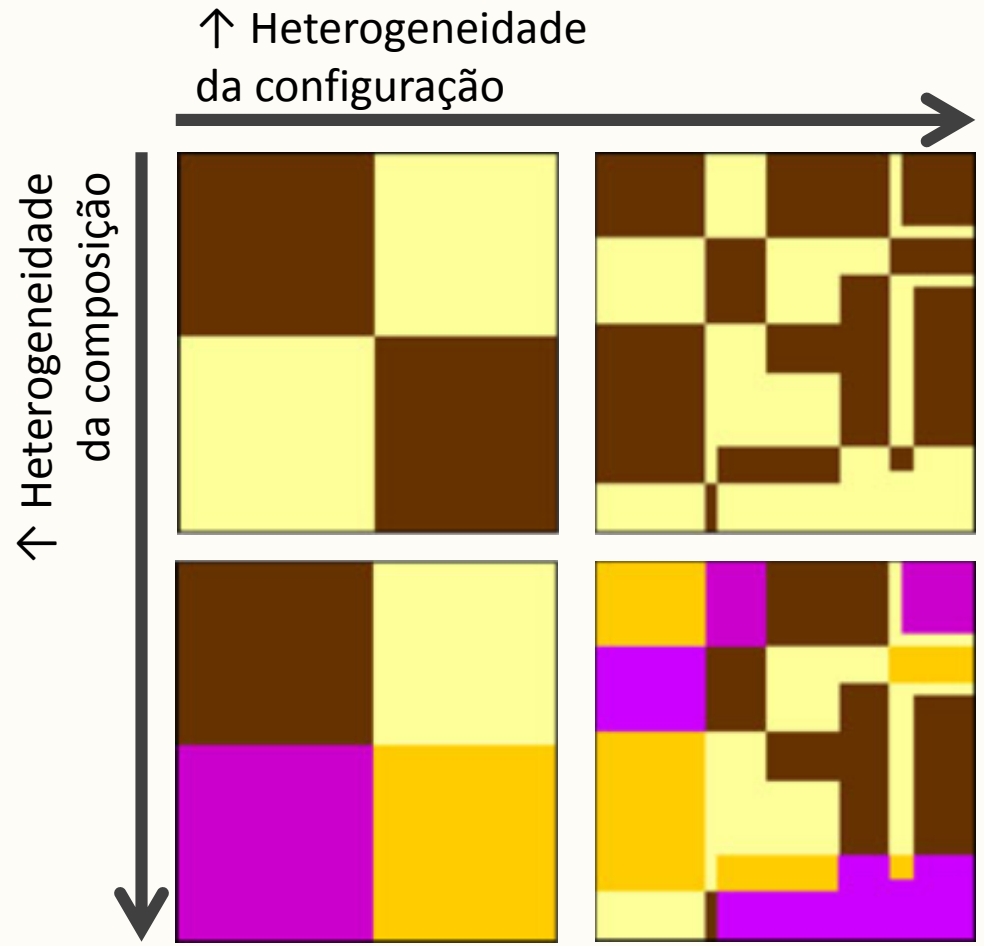 ↑ Heterogeneidade
da configuração
↑ Heterogeneidade
da composição